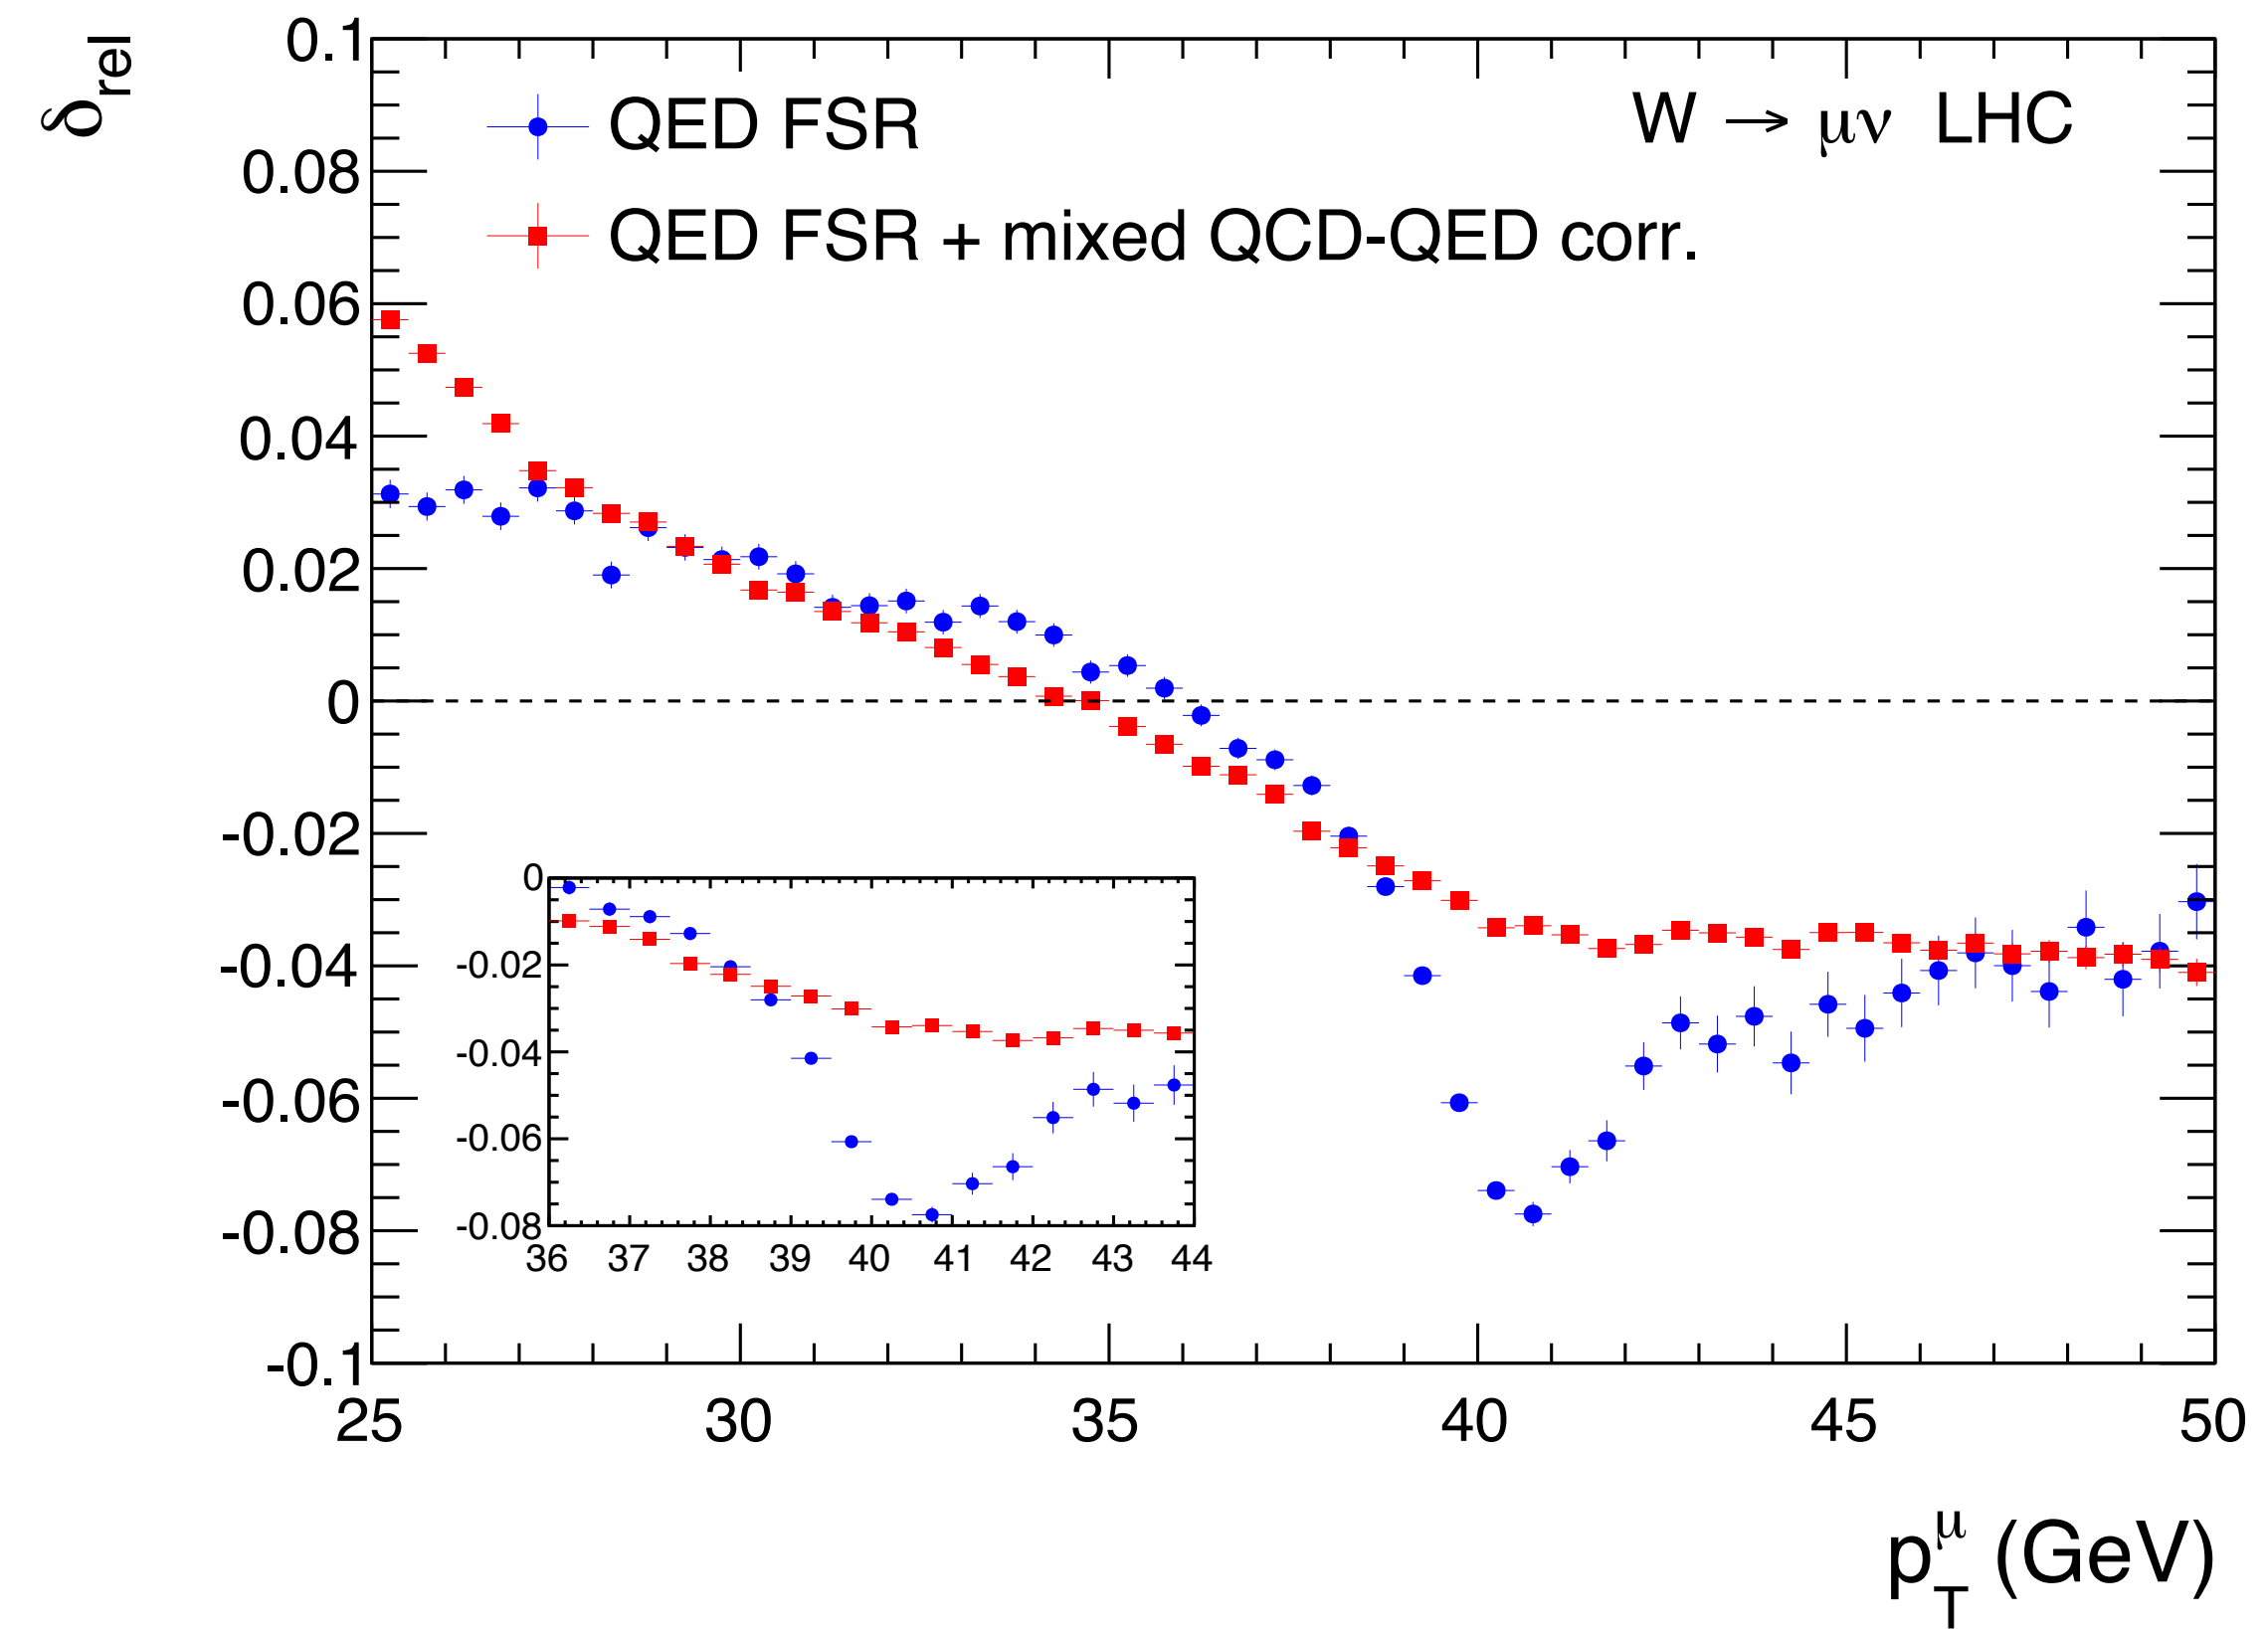 δrel
0.1
0.08
0.06
0.04
0.02
0
-0.02
-0.04
-0.06
-0.08
-0.1
QED FSR
QED FSR + mixed QCD-QED corr.
W → μν LHC
0
-0.02
-0.04
-0.06
-0.08
36 37 38 39 40 41 42 43 44
25 30 35 40 45 50
p_T^μ (GeV)